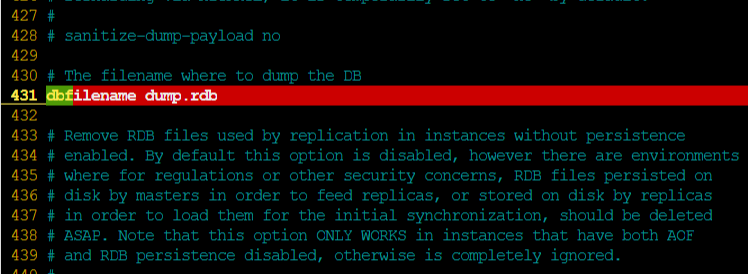 427 #
428 # sanitize-dump-payload no
429
430 # The filename where to dump the DB
431 dbfilename dump.rdb
432
433 # Remove RDB files used by replication in instances without persistence
434 # enabled. By default this option is disabled, however there are environments
435 # where for regulations or other security concerns, RDB files persisted on
436 # disk by masters in order to feed replicas, or stored on disk by replicas
437 # in order to load them for the initial synchronization, should be deleted
438 # ASAP. Note that this option ONLY WORKS in instances that have both AOF
439 # and RDB persistence disabled, otherwise is completely ignored.